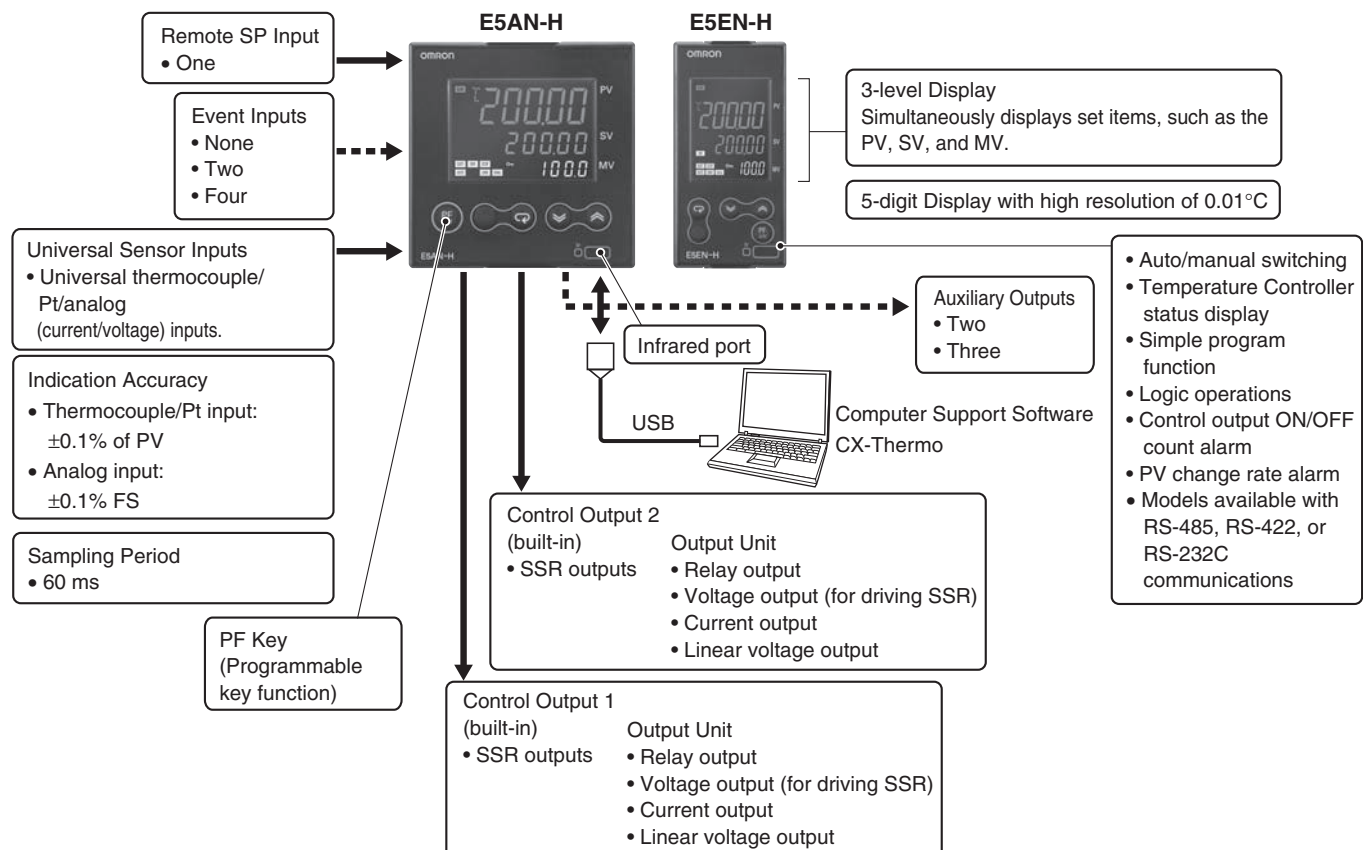 E5AN-H
E5EN-H
Remote SP Input
• One
Event Inputs
• None
• Two
• Four
Universal Sensor Inputs
• Universal thermocouple/
Pt/analog
(current/voltage) inputs.
Indication Accuracy
• Thermocouple/Pt input:
±0.1% of PV
• Analog input:
±0.1% FS
Sampling Period
• 60 ms
OMRON
°C 200.00 PV
200.00 SV
100.0 MV
PF
E5AN-H
OMRON
200.00 PV
200.00 SV
100.0 MV
PF
E5EN-H
3-level Display
Simultaneously displays set items, such as the
PV, SV, and MV.
5-digit Display with high resolution of 0.01°C
• Auto/manual switching
• Temperature Controller
status display
• Simple program
function
• Logic operations
• Control output ON/OFF
count alarm
• PV change rate alarm
• Models available with
RS-485, RS-422, or
RS-232C
communications
Auxiliary Outputs
• Two
• Three
Infrared port
USB
Computer Support Software
CX-Thermo
PF Key
(Programmable
key function)
Control Output 2
(built-in)
• SSR outputs
Output Unit
• Relay output
• Voltage output (for driving SSR)
• Current output
• Linear voltage output
Control Output 1
(built-in)
• SSR outputs
Output Unit
• Relay output
• Voltage output (for driving SSR)
• Current output
• Linear voltage output